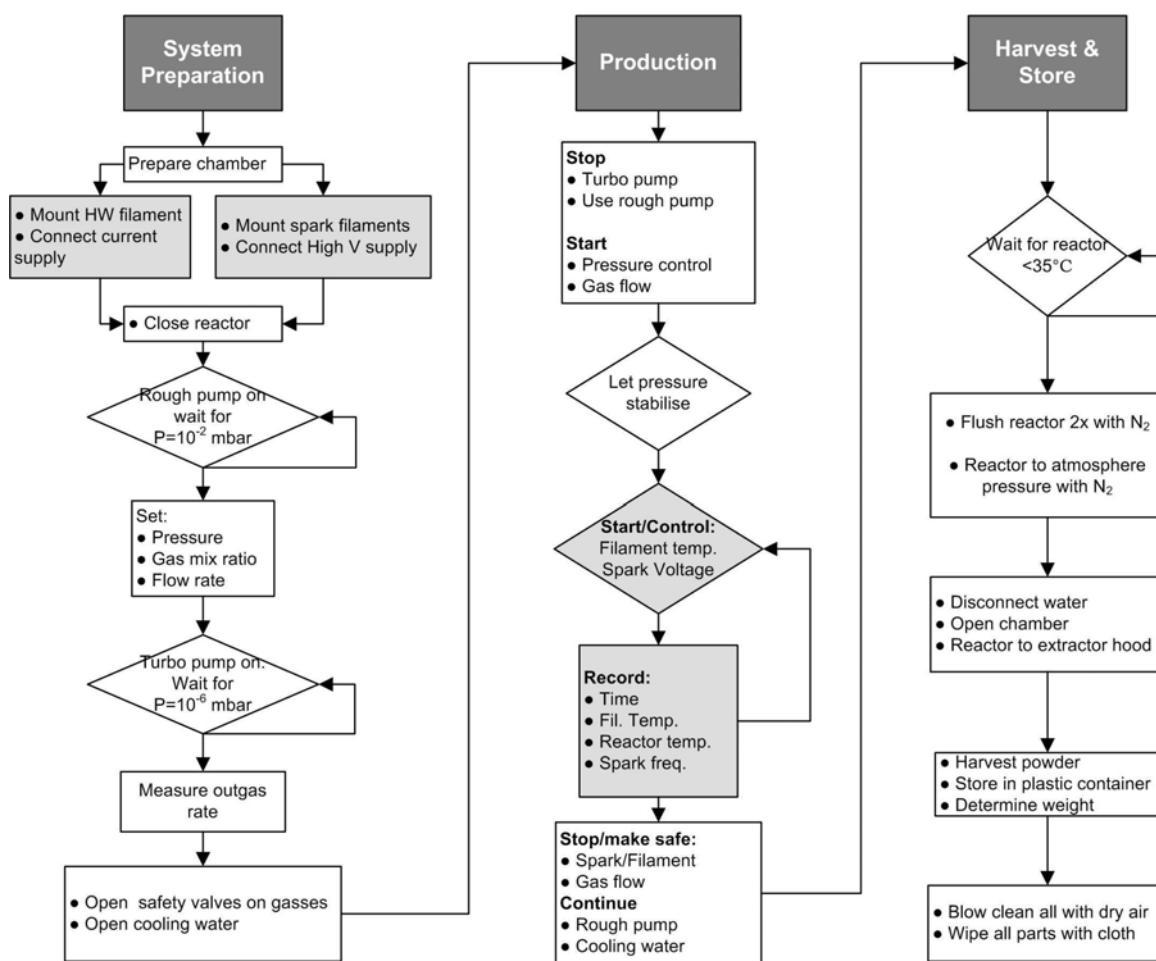 System
Preparation
Prepare chamber
● Mount HW filament
● Connect current
supply
● Mount spark filaments
● Connect High V supply
● Close reactor
Rough pump on
wait for
P=10⁻² mbar
Set:
● Pressure
● Gas mix ratio
● Flow rate
Turbo pump on:
Wait for
P=10⁻⁶ mbar
Measure outgas
rate
● Open safety valves on gasses
● Open cooling water
Production
Stop
● Turbo pump
● Use rough pump
Start
● Pressure control
● Gas flow
Let pressure
stabilise
Start/Control:
Filament temp.
Spark Voltage
Record:
● Time
● Fil. Temp.
● Reactor temp.
● Spark freq.
Stop/make safe:
● Spark/Filament
● Gas flow
Continue
● Rough pump
● Cooling water
Harvest &
Store
Wait for reactor
<35°C
● Flush reactor 2x with N₂
● Reactor to atmosphere
pressure with N₂
● Disconnect water
● Open chamber
● Reactor to extractor hood
● Harvest powder
● Store in plastic container
● Determine weight
● Blow clean all with dry air
● Wipe all parts with cloth